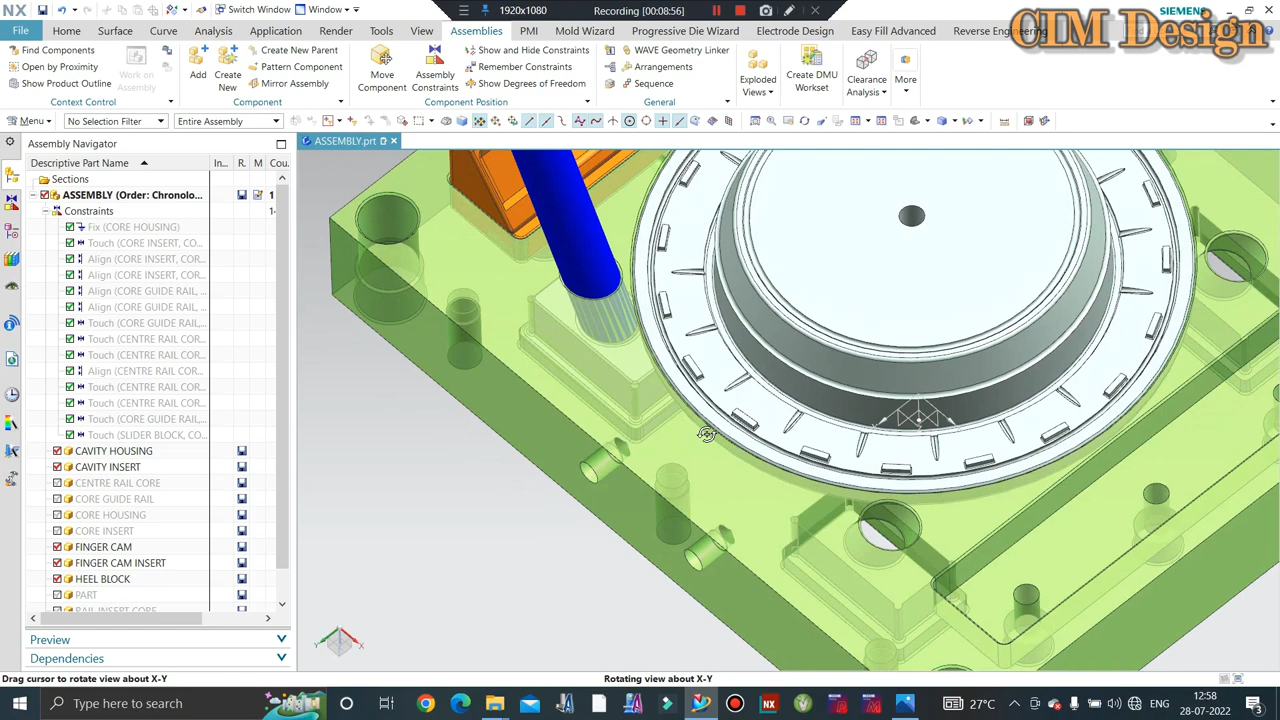 NX
Switch Window
Window
1920x1080
Recording [00:08:56]
SIEMENS
CIM Design
File
Home
Surface
Curve
Analysis
Application
Render
Tools
View
Assemblies
PMI
Mold Wizard
Progressive Die Wizard
Electrode Design
Easy Fill Advanced
Reverse Engineering
Find Components
Open by Proximity
Show Product Outline
Work on Assembly
Context Control
Add
Create New
Create New Parent
Pattern Component
Mirror Assembly
Component
Move Component
Assembly Constraints
Show and Hide Constraints
Remember Constraints
Show Degrees of Freedom
Component Position
WAVE Geometry Linker
Arrangements
Sequence
General
Exploded Views
Create DMU Workset
Clearance Analysis
More
Menu
No Selection Filter
Entire Assembly
Assembly Navigator
ASSEMBLY.prt
Descriptive Part Name
In...
R.
M
Cou.
Sections
ASSEMBLY (Order: Chronolo...
Constraints
Fix (CORE HOUSING)
Touch (CORE INSERT, CO...
Align (CORE INSERT, COR...
Align (CORE INSERT, COR...
Align (CORE GUIDE RAIL, ...
Align (CORE GUIDE RAIL, ...
Touch (CORE GUIDE RAIL,...
Touch (CENTRE RAIL COR...
Touch (CENTRE RAIL COR...
Align (CENTRE RAIL COR...
Touch (CENTRE RAIL COR...
Touch (CENTRE RAIL COR...
Touch (CORE GUIDE RAIL,...
Touch (SLIDER BLOCK, CO...
CAVITY HOUSING
CAVITY INSERT
CENTRE RAIL CORE
CORE GUIDE RAIL
CORE HOUSING
CORE INSERT
FINGER CAM
FINGER CAM INSERT
HEEL BLOCK
PART
RAIL INSERT CORE
Preview
Dependencies
Y
X
Drag cursor to rotate view about X-Y
Rotating view about X-Y
Type here to search
27°C
ENG
12:58
28-07-2022